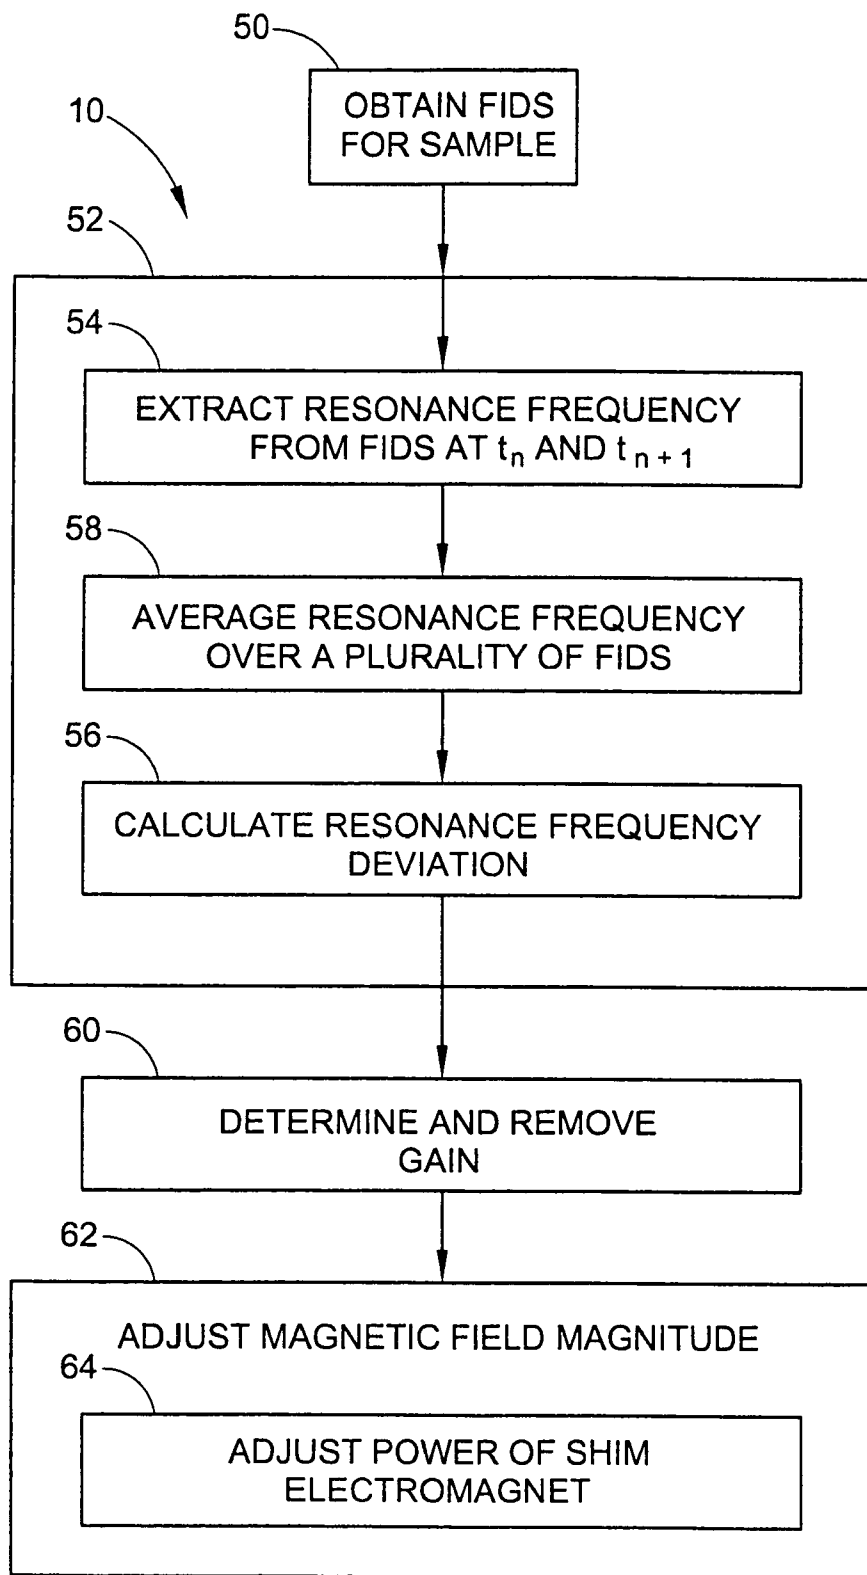 50
OBTAIN FIDS
FOR SAMPLE
10
52
54
EXTRACT RESONANCE FREQUENCY
FROM FIDS AT tₙ AND tₙ₊₁
58
AVERAGE RESONANCE FREQUENCY
OVER A PLURALITY OF FIDS
56
CALCULATE RESONANCE FREQUENCY
DEVIATION
60
DETERMINE AND REMOVE
GAIN
62
ADJUST MAGNETIC FIELD MAGNITUDE
64
ADJUST POWER OF SHIM
ELECTROMAGNET